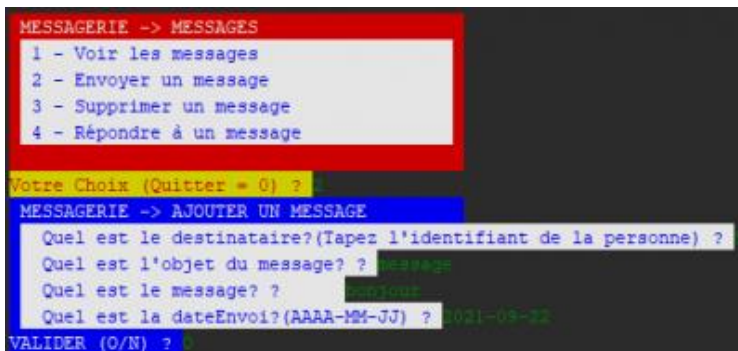 MESSAGERIE -> MESSAGES
1 - Voir les messages
2 - Envoyer un message
3 - Supprimer un message
4 - Répondre à un message
Votre Choix (Quitter = 0) ?
MESSAGERIE -> AJOUTER UN MESSAGE
Quel est le destinataire?(Tapez l'identifiant de la personne) ?
Quel est l'objet du message? ? message
Quel est le message? ? bonjour
Quel est la dateEnvoi?(AAAA-MM-JJ) ? 2021-09-22
VALIDER (O/N) ?